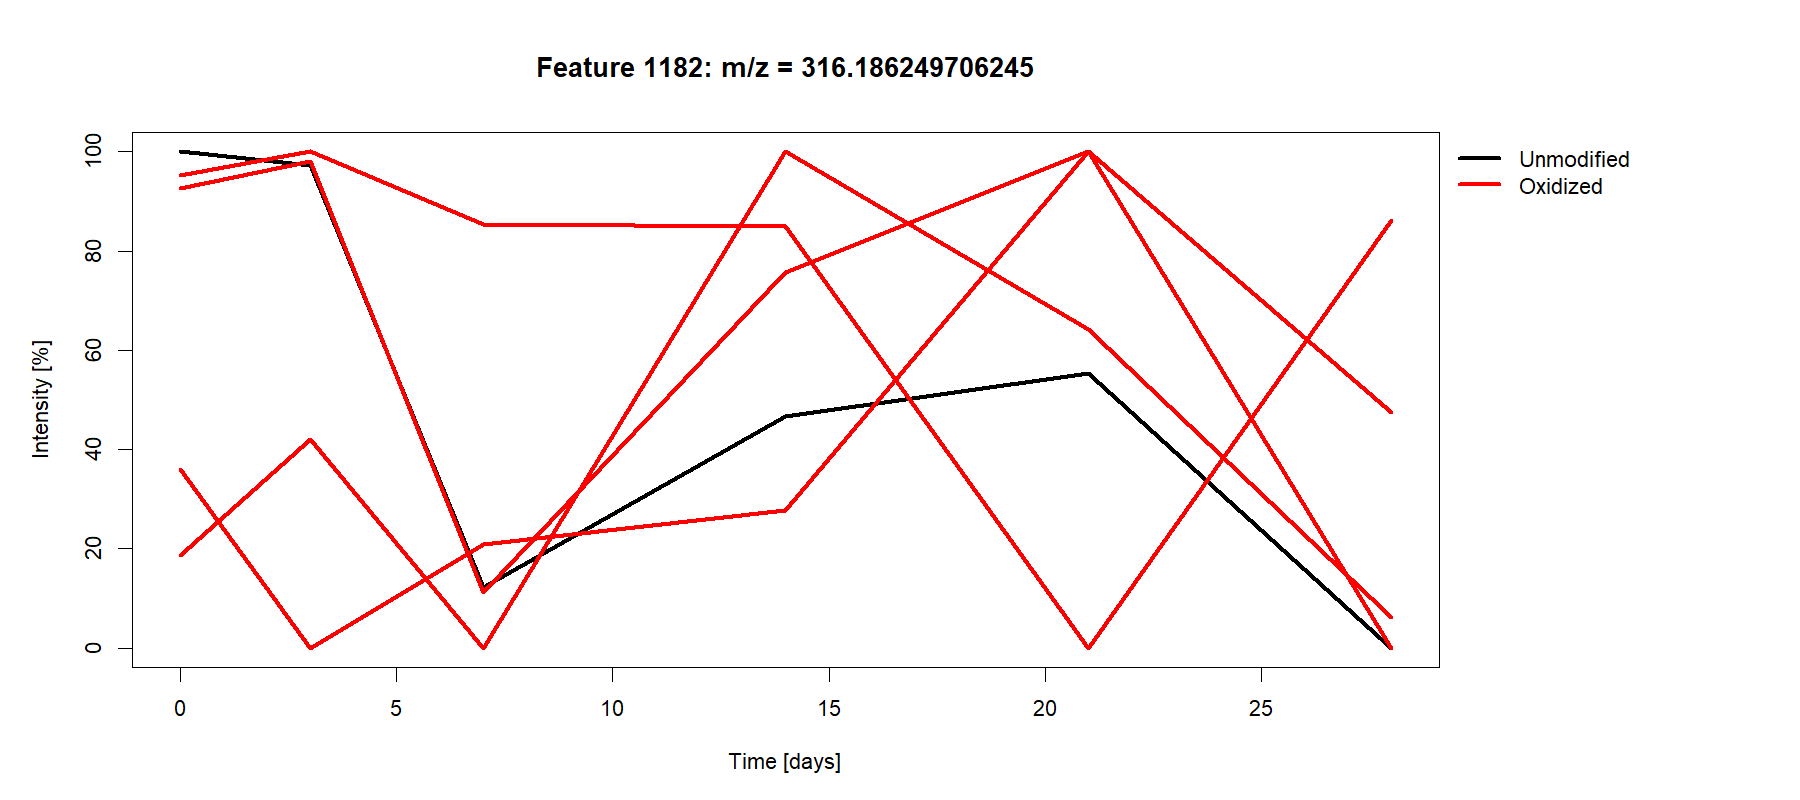 Feature 1182: m/z = 316.186249706245
Unmodified
Oxidized
Intensity [%]
100
80
60
40
20
0
0 5 10 15 20 25
Time [days]